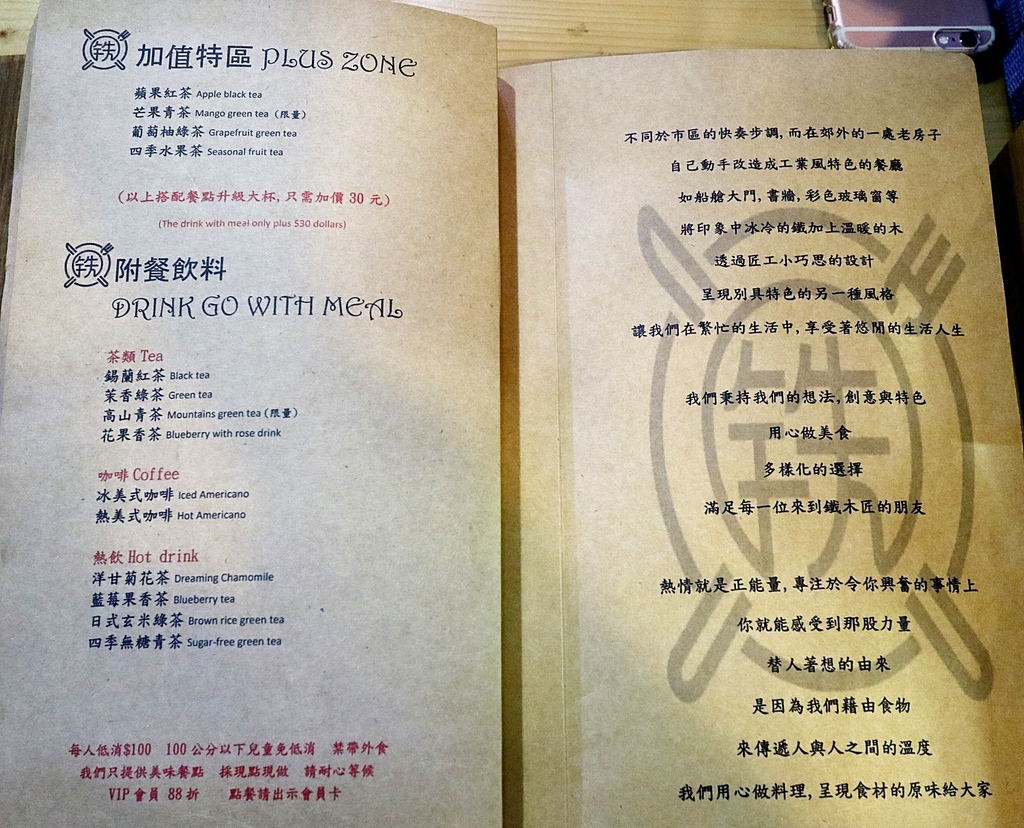 鉄 加值特區 PLUS ZONE
蘋果紅茶 Apple black tea
芒果青茶 Mango green tea（限量）
葡萄柚綠茶 Grapefruit green tea
四季水果茶 Seasonal fruit tea
（以上搭配餐點升級大杯,只需加價 30 元）
(The drink with meal only plus $30 dollars)
鉄 附餐飲料
DRINK GO WITH MEAL
茶類 Tea
錫蘭紅茶 Black tea
茉香綠茶 Green tea
高山青茶 Mountains green tea（限量）
花果香茶 Blueberry with rose drink
咖啡 Coffee
冰美式咖啡 Iced Americano
熱美式咖啡 Hot Americano
熱飲 Hot drink
洋甘菊花茶 Dreaming Chamomile
藍莓果香茶 Blueberry tea
日式玄米綠茶 Brown rice green tea
四季無糖青茶 Sugar-free green tea
每人低消$100 100 公分以下兒童免低消 禁帶外食
我們只提供美味餐點 採現點現做 請耐心等候
VIP 會員 88 折 點餐請出示會員卡
不同於市區的快奏步調,而在郊外的一處老房子
自己動手改造成工業風特色的餐廳
如船艙大門,書牆,彩色玻璃窗等
將印象中冰冷的鐵加上溫暖的木
透過匠工小巧思的設計
呈現別具特色的另一種風格
讓我們在繁忙的生活中,享受著悠閒的生活人生
我們秉持我們的想法,創意與特色
用心做美食
多樣化的選擇
滿足每一位來到鐵木匠的朋友
熱情就是正能量,專注於令你興奮的事情上
你就能感受到那股力量
替人著想的由來
是因為我們藉由食物
來傳遞人與人之間的溫度
我們用心做料理,呈現食材的原味給大家
鉄